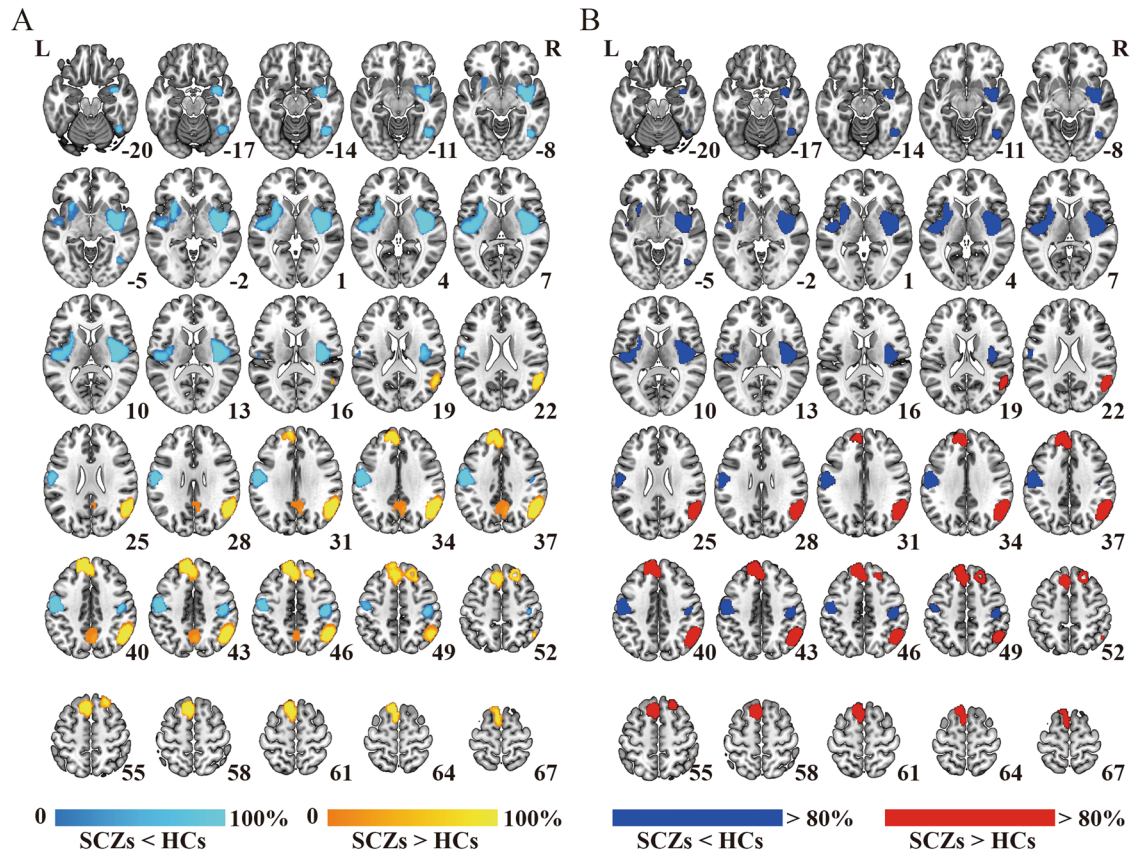 A B
L R L R
-20 -17 -14 -11 -8 -20 -17 -14 -11 -8
-5 -2 1 4 7 -5 -2 1 4 7
10 13 16 19 22 10 13 16 19 22
25 28 31 34 37 25 28 31 34 37
40 43 46 49 52 40 43 46 49 52
55 58 61 64 67 55 58 61 64 67
0 100% 0 100% > 80% > 80%
SCZs < HCs SCZs > HCs SCZs < HCs SCZs > HCs